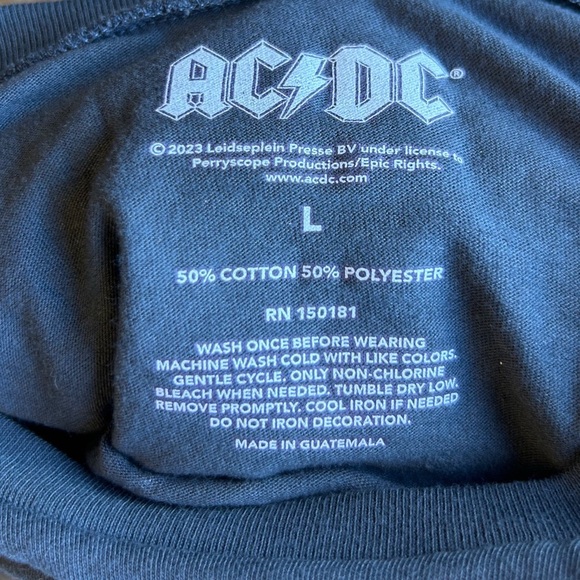 AC⚡DC®
© 2023 Leidseplein Presse BV under license to
Perryscope Productions/Epic Rights.
www.acdc.com
L
50% COTTON 50% POLYESTER
RN 150181
WASH ONCE BEFORE WEARING
MACHINE WASH COLD WITH LIKE COLORS.
GENTLE CYCLE. ONLY NON-CHLORINE
BLEACH WHEN NEEDED. TUMBLE DRY LOW.
REMOVE PROMPTLY. COOL IRON IF NEEDED
DO NOT IRON DECORATION.
MADE IN GUATEMALA